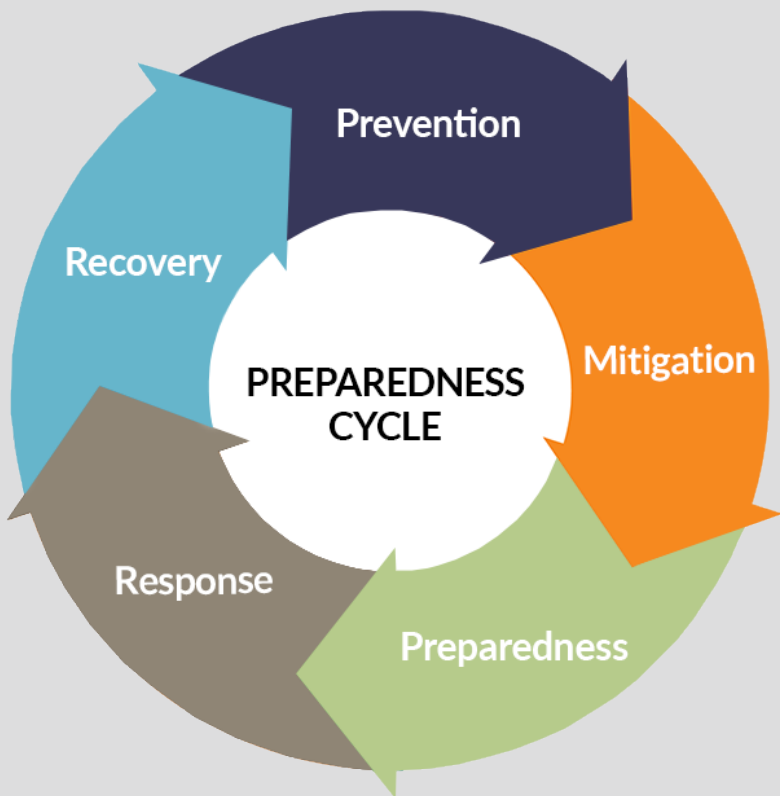 Prevention
Recovery
Mitigation
PREPAREDNESS
CYCLE
Response
Preparedness